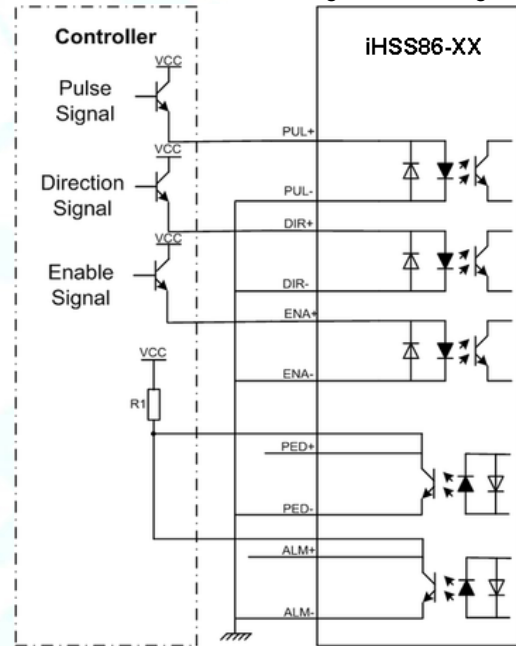 Controller
iHSS86-XX
VCC
Pulse
Signal
PUL+
VCC
Direction
Signal
PUL-
DIR+
VCC
Enable
Signal
DIR-
ENA+
VCC
ENA-
R1
PED+
PED-
ALM+
ALM-